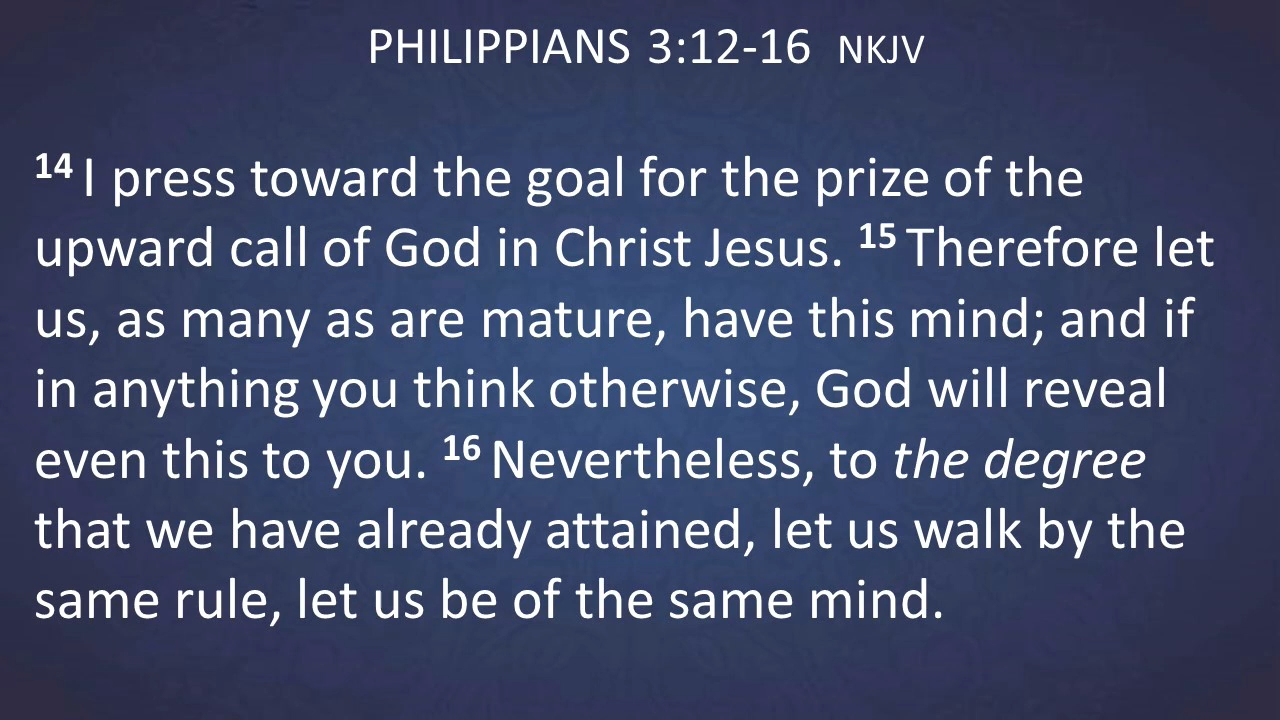 PHILIPPIANS 3:12-16 NKJV
14 I press toward the goal for the prize of the
upward call of God in Christ Jesus. 15 Therefore let
us, as many as are mature, have this mind; and if
in anything you think otherwise, God will reveal
even this to you. 16 Nevertheless, to the degree
that we have already attained, let us walk by the
same rule, let us be of the same mind.